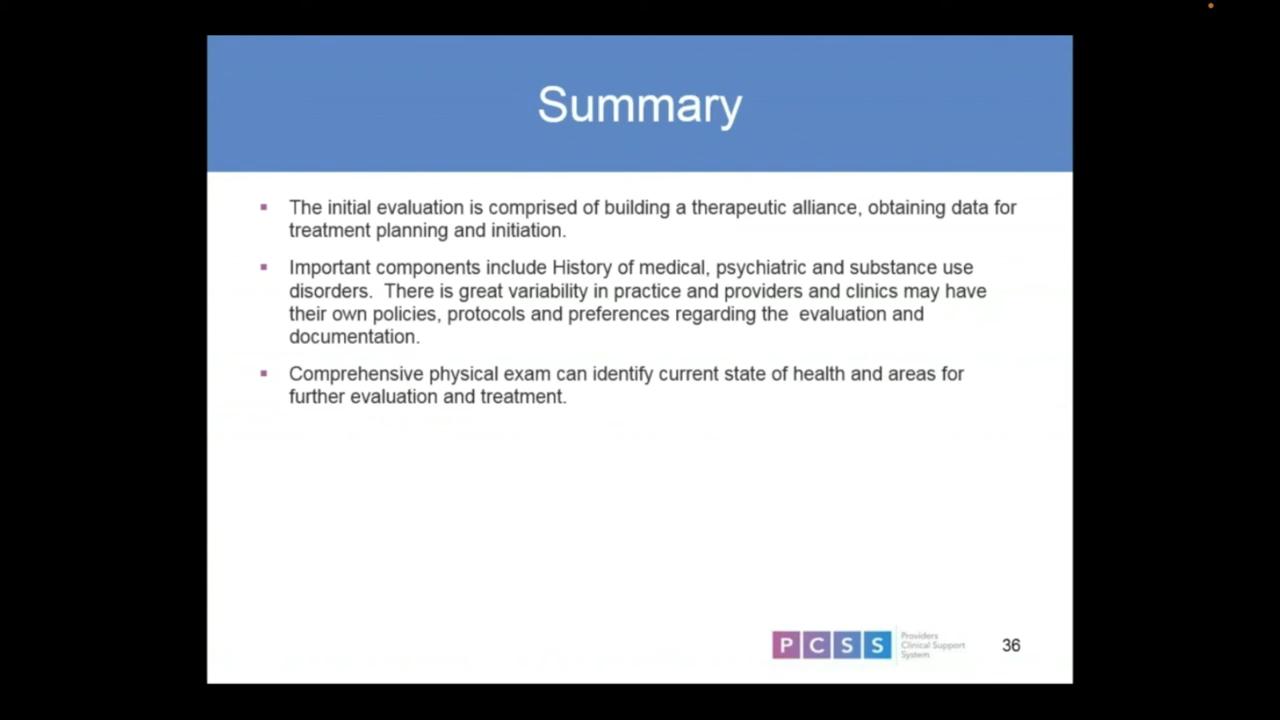 Summary
The initial evaluation is comprised of building a therapeutic alliance, obtaining data for
treatment planning and initiation.
Important components include History of medical, psychiatric and substance use
disorders.  There is great variability in practice and providers and clinics may have
their own policies, protocols and preferences regarding the  evaluation and
documentation.
Comprehensive physical exam can identify current state of health and areas for
further evaluation and treatment.
PCSS
Providers
Clinical Support
System
36